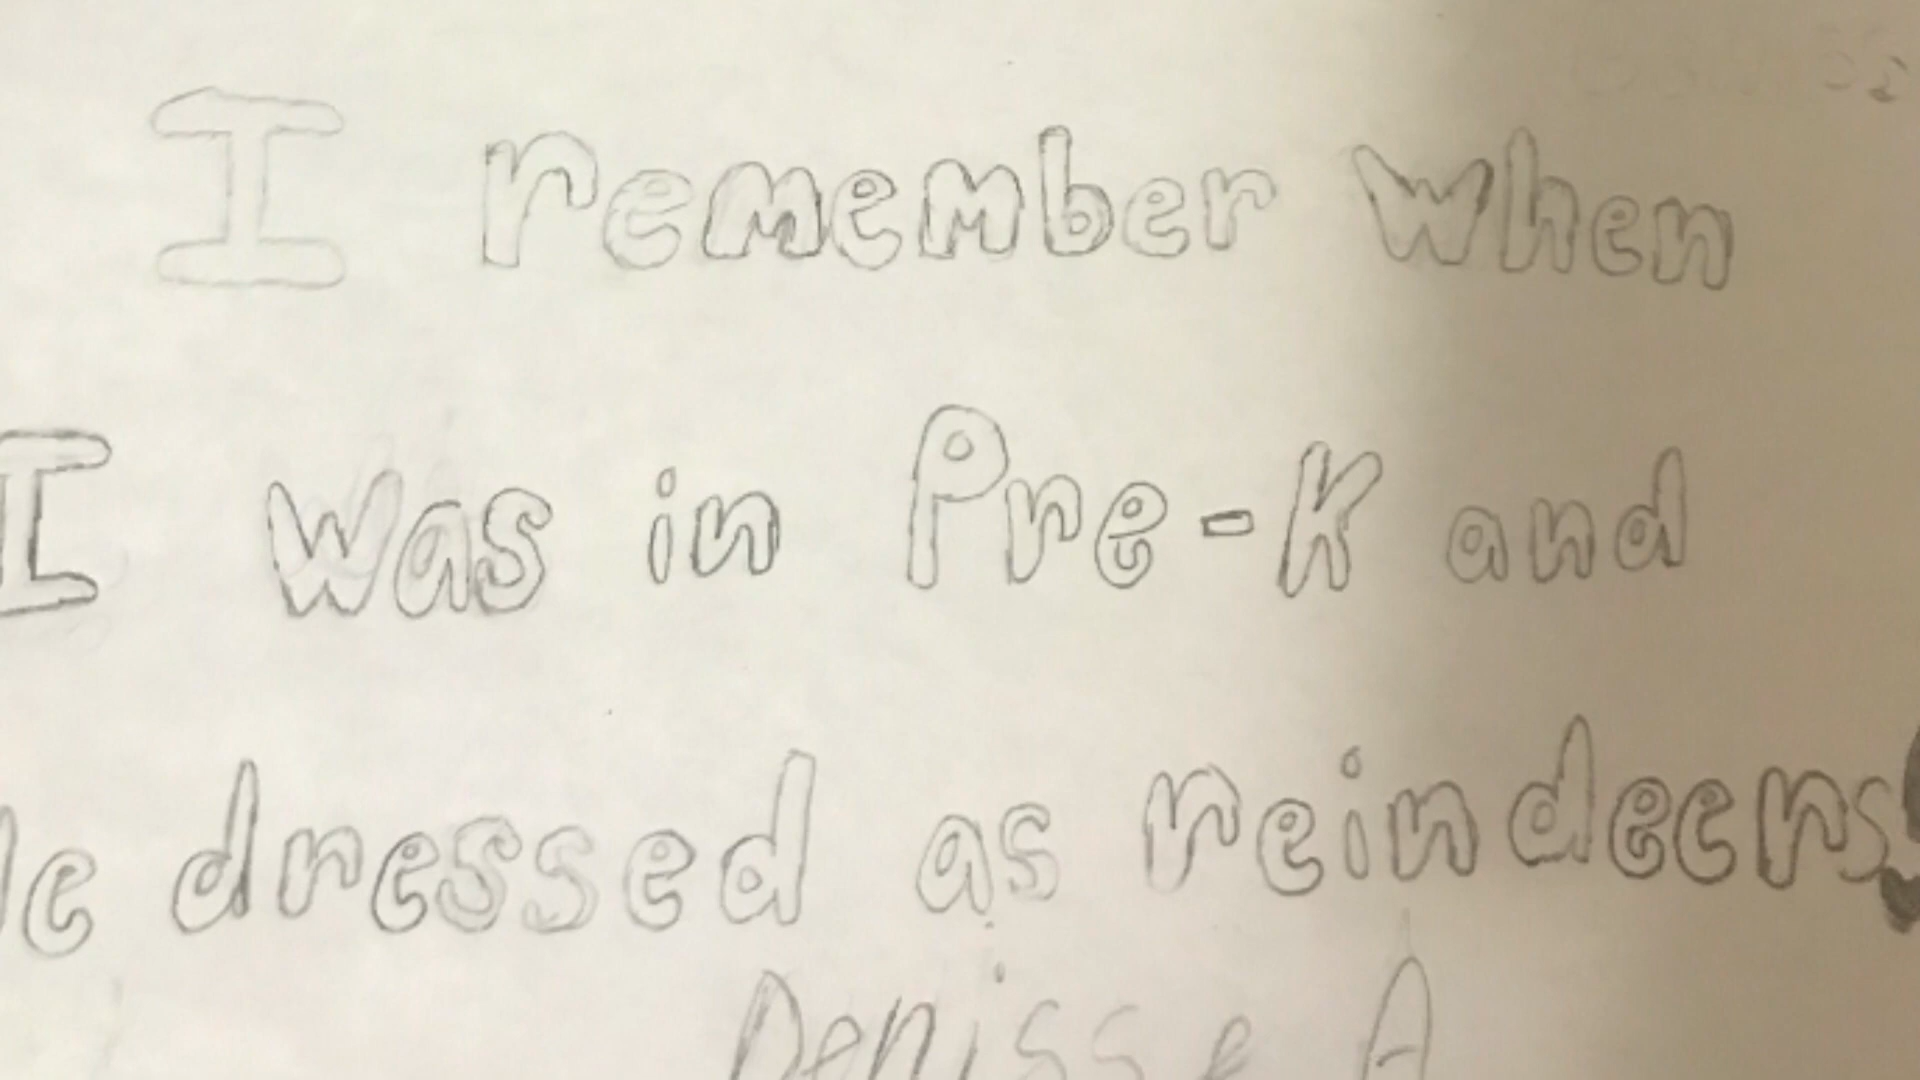 I remember when
I was in Pre-K and
e dressed as reindeers
Denisse A